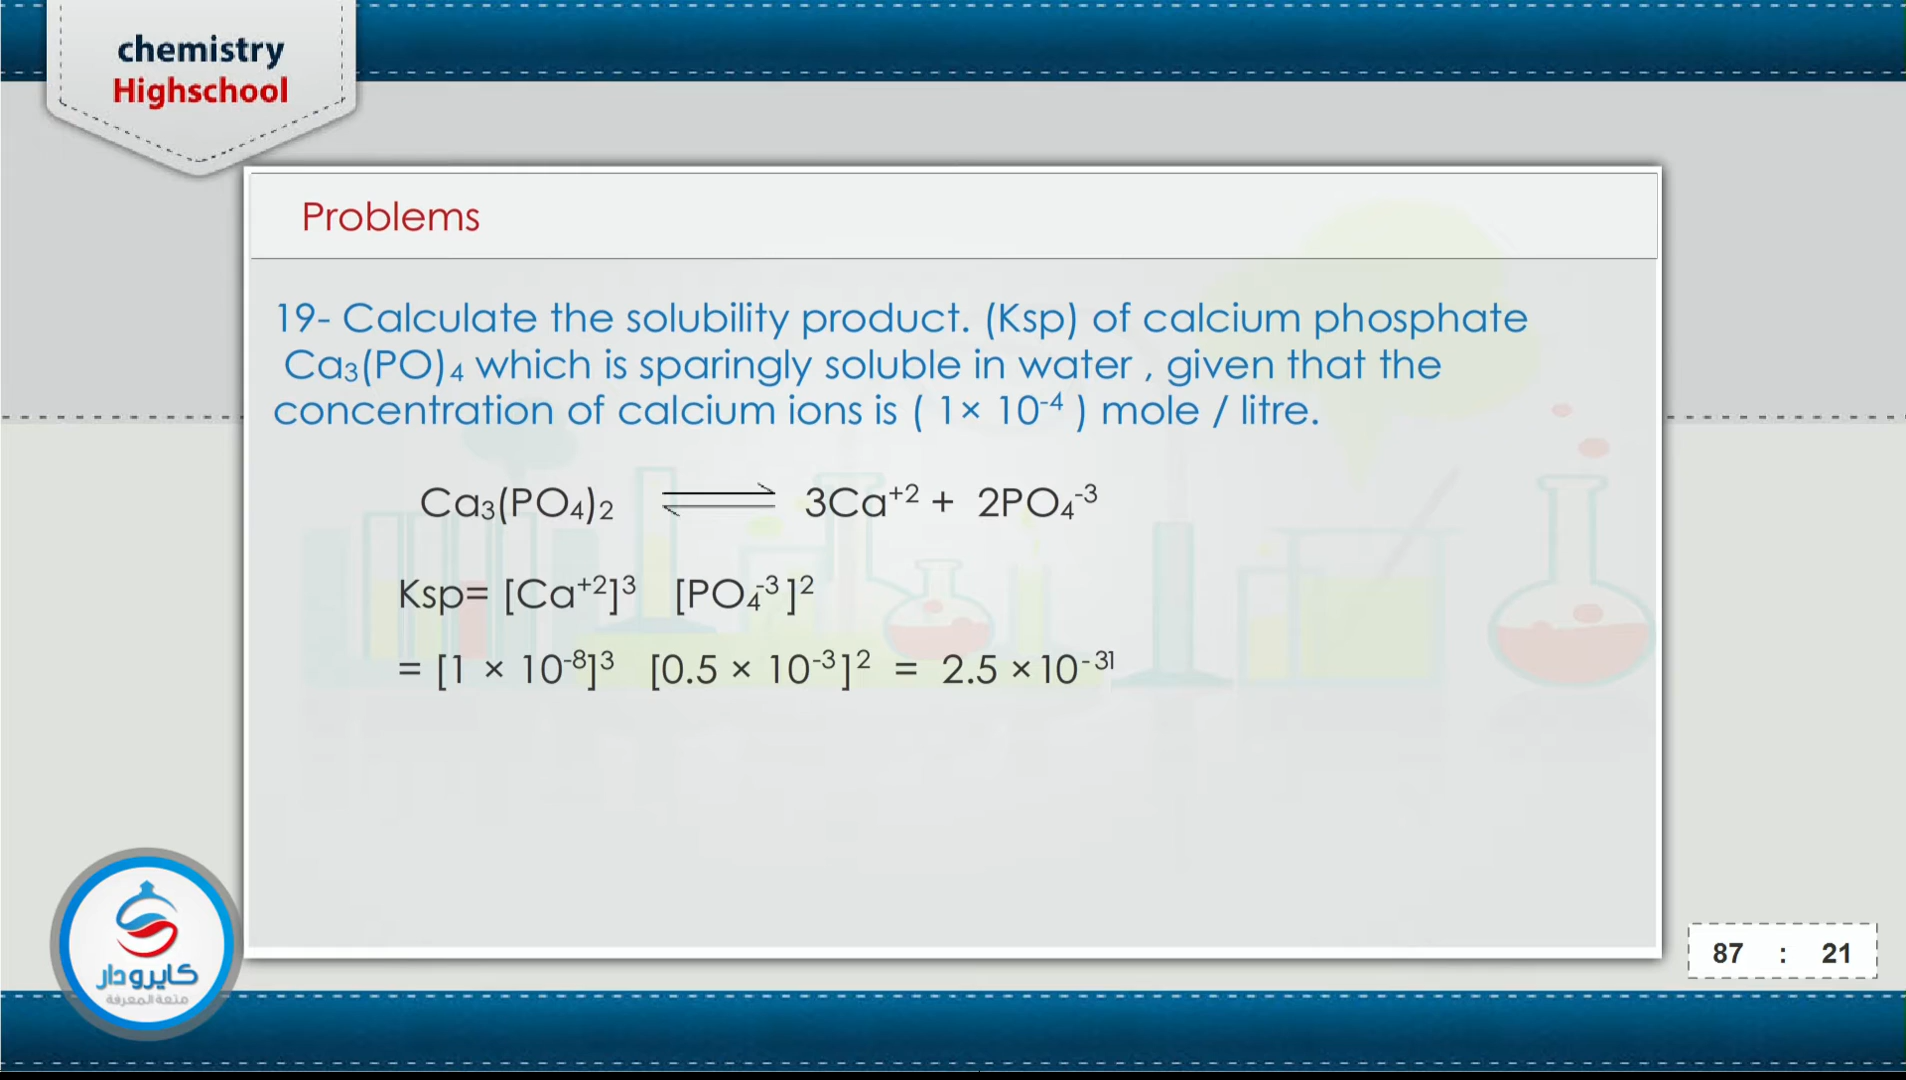 chemistry
Highschool
Problems
19- Calculate the solubility product. (Ksp) of calcium phosphate
Ca₃(PO)₄ which is sparingly soluble in water , given that the
concentration of calcium ions is ( 1× 10⁻⁴ ) mole / litre.
Ca₃(PO₄)₂ ⇌ 3Ca⁺² + 2PO₄⁻³
Ksp= [Ca⁺²]³ [PO₄⁻³]²
= [1 × 10⁻⁸]³ [0.5 × 10⁻³]² = 2.5 ×10⁻³¹
كايرودار
متعة المعرفة
87 : 21